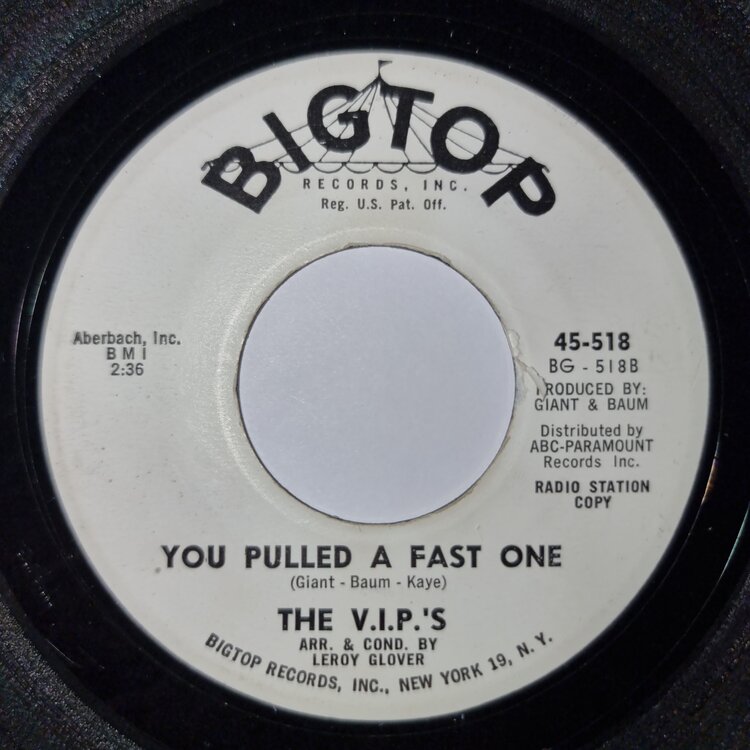 BIGTOP
RECORDS, INC.
Reg. U.S. Pat. Off.
Aberbach, Inc.
BMI
2:36
45-518
BG - 518B
PRODUCED BY:
GIANT & BAUM
Distributed by
ABC-PARAMOUNT
Records Inc.
RADIO STATION
COPY
YOU PULLED A FAST ONE
(Giant - Baum - Kaye)
THE V.I.P.'S
ARR. & COND. BY
LEROY GLOVER
BIGTOP RECORDS, INC., NEW YORK 19, N. Y.